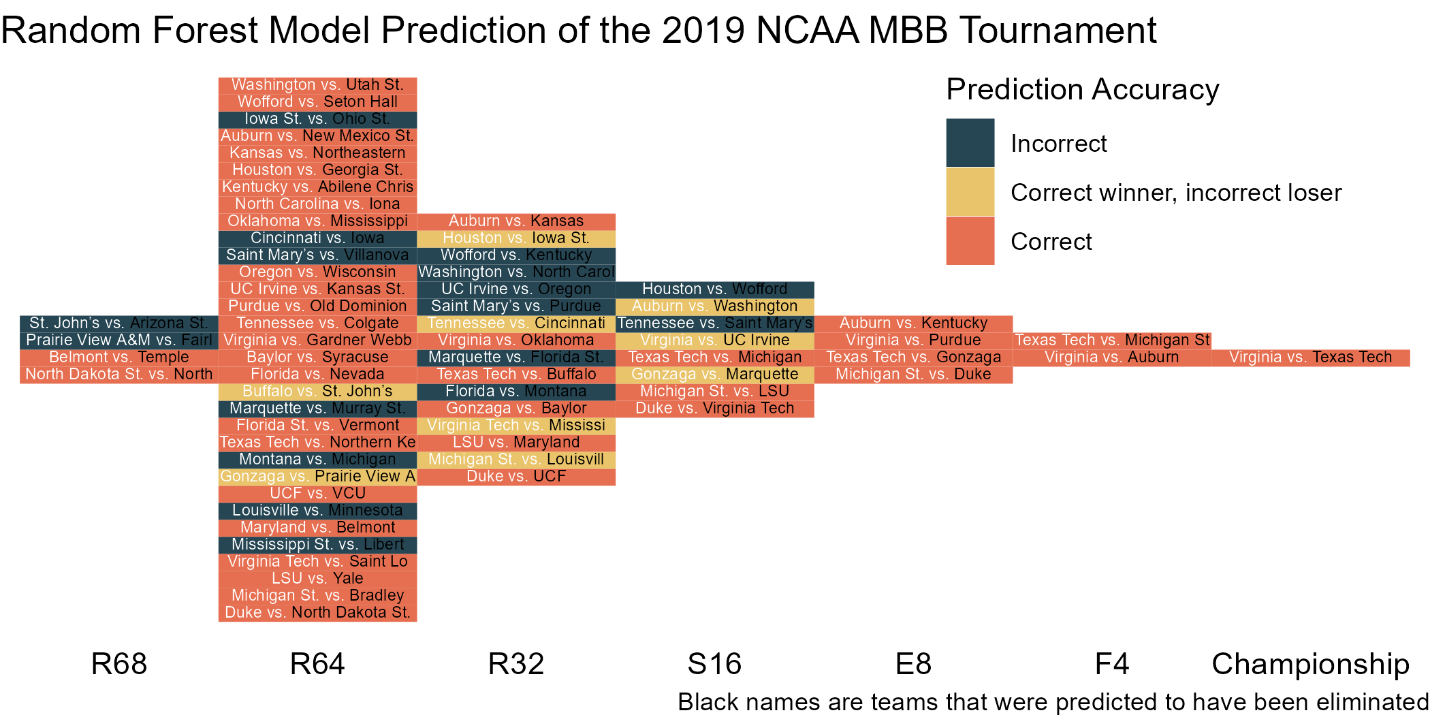 Random Forest Model Prediction of the 2019 NCAA MBB Tournament
Prediction Accuracy
Incorrect
Correct winner, incorrect loser
Correct
St. John's vs. Arizona St.
Prairie View A&M vs. Fairl
Belmont vs. Temple
North Dakota St. vs. North
Washington vs. Utah St.
Wofford vs. Seton Hall
Iowa St. vs. Ohio St.
Auburn vs. New Mexico St.
Kansas vs. Northeastern
Houston vs. Georgia St.
Kentucky vs. Abilene Chris
North Carolina vs. Iona
Oklahoma vs. Mississippi
Cincinnati vs. Iowa
Saint Mary's vs. Villanova
Oregon vs. Wisconsin
UC Irvine vs. Kansas St.
Purdue vs. Old Dominion
Tennessee vs. Colgate
Virginia vs. Gardner Webb
Baylor vs. Syracuse
Florida vs. Nevada
Buffalo vs. St. John's
Marquette vs. Murray St.
Florida St. vs. Vermont
Texas Tech vs. Northern Ke
Montana vs. Michigan
Gonzaga vs. Prairie View A
UCF vs. VCU
Louisville vs. Minnesota
Maryland vs. Belmont
Mississippi St. vs. Libert
Virginia Tech vs. Saint Lo
LSU vs. Yale
Michigan St. vs. Bradley
Duke vs. North Dakota St.
Auburn vs. Kansas
Houston vs. Iowa St.
Wofford vs. Kentucky
Washington vs. North Carol
UC Irvine vs. Oregon
Saint Mary's vs. Purdue
Tennessee vs. Cincinnati
Virginia vs. Oklahoma
Marquette vs. Florida St.
Texas Tech vs. Buffalo
Florida vs. Montana
Gonzaga vs. Baylor
Virginia Tech vs. Mississi
LSU vs. Maryland
Michigan St. vs. Louisvill
Duke vs. UCF
Houston vs. Wofford
Auburn vs. Washington
Tennessee vs. Saint Mary's
Virginia vs. UC Irvine
Texas Tech vs. Michigan
Gonzaga vs. Marquette
Michigan St. vs. LSU
Duke vs. Virginia Tech
Auburn vs. Kentucky
Virginia vs. Purdue
Texas Tech vs. Gonzaga
Michigan St. vs. Duke
Texas Tech vs. Michigan St
Virginia vs. Auburn
Virginia vs. Texas Tech
R68 R64 R32 S16 E8 F4 Championship
Black names are teams that were predicted to have been eliminated